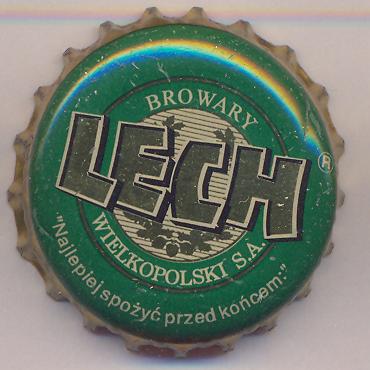 BROWARY
LECH
®
WIELKOPOLSKI S.A.
"Najlepiej spożyć przed końcem:"